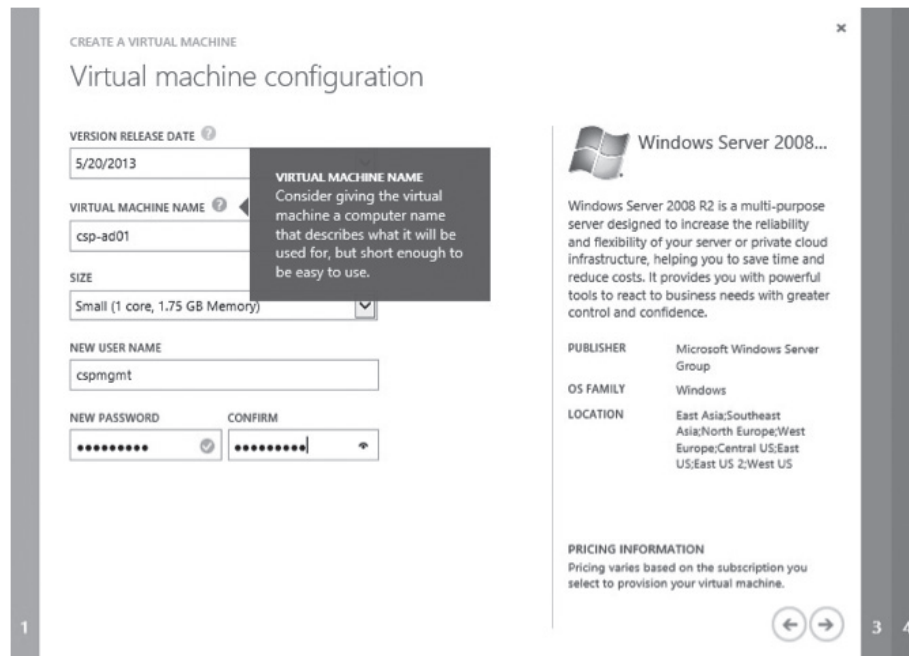 CREATE A VIRTUAL MACHINE
Virtual machine configuration
VERSION RELEASE DATE ?
5/20/2013
VIRTUAL MACHINE NAME ?
csp-ad01
VIRTUAL MACHINE NAME
Consider giving the virtual
machine a computer name
that describes what it will be
used for, but short enough to
be easy to use.
SIZE
Small (1 core, 1.75 GB Memory)
NEW USER NAME
cspmgmt
NEW PASSWORD
CONFIRM
Windows Server 2008...
Windows Server 2008 R2 is a multi-purpose
server designed to increase the reliability
and flexibility of your server or private cloud
infrastructure, helping you to save time and
reduce costs. It provides you with powerful
tools to react to business needs with greater
control and confidence.
PUBLISHER
Microsoft Windows Server
Group
OS FAMILY
Windows
LOCATION
East Asia;Southeast
Asia;North Europe;West
Europe;Central US;East
US;East US 2;West US
PRICING INFORMATION
Pricing varies based on the subscription you
select to provision your virtual machine.
1
3
4